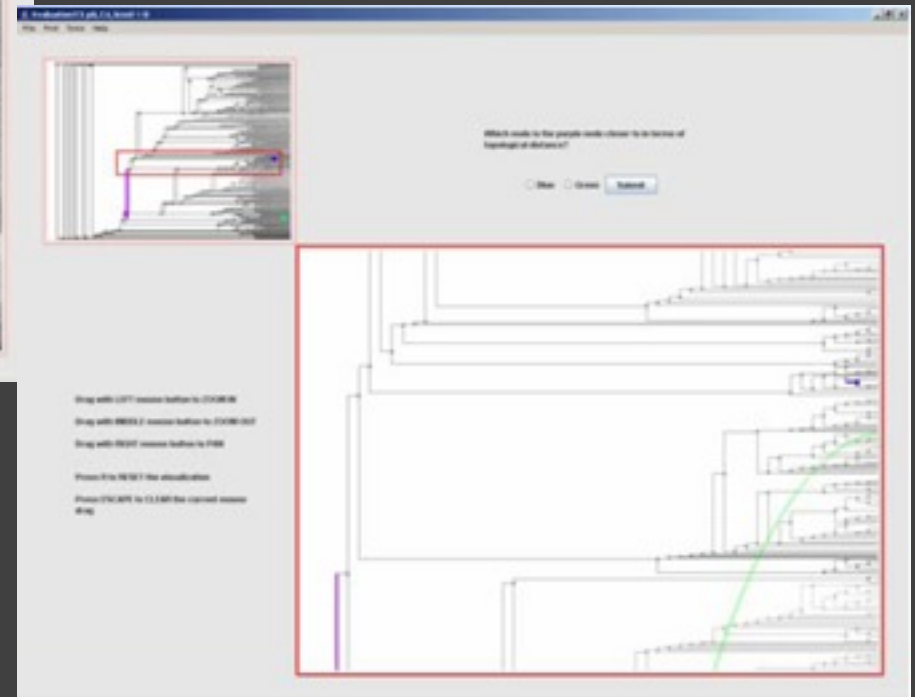 File
Help
Which node is the purple node closer to in terms of
topological distance?
Blue Green Submit
Drag with LEFT mouse button to ZOOM IN
Drag with MIDDLE mouse button to ZOOM OUT
Drag with RIGHT mouse button to PAN
Press R to RESET the visualization
Press ESCAPE to CLEAR the current mouse
drag